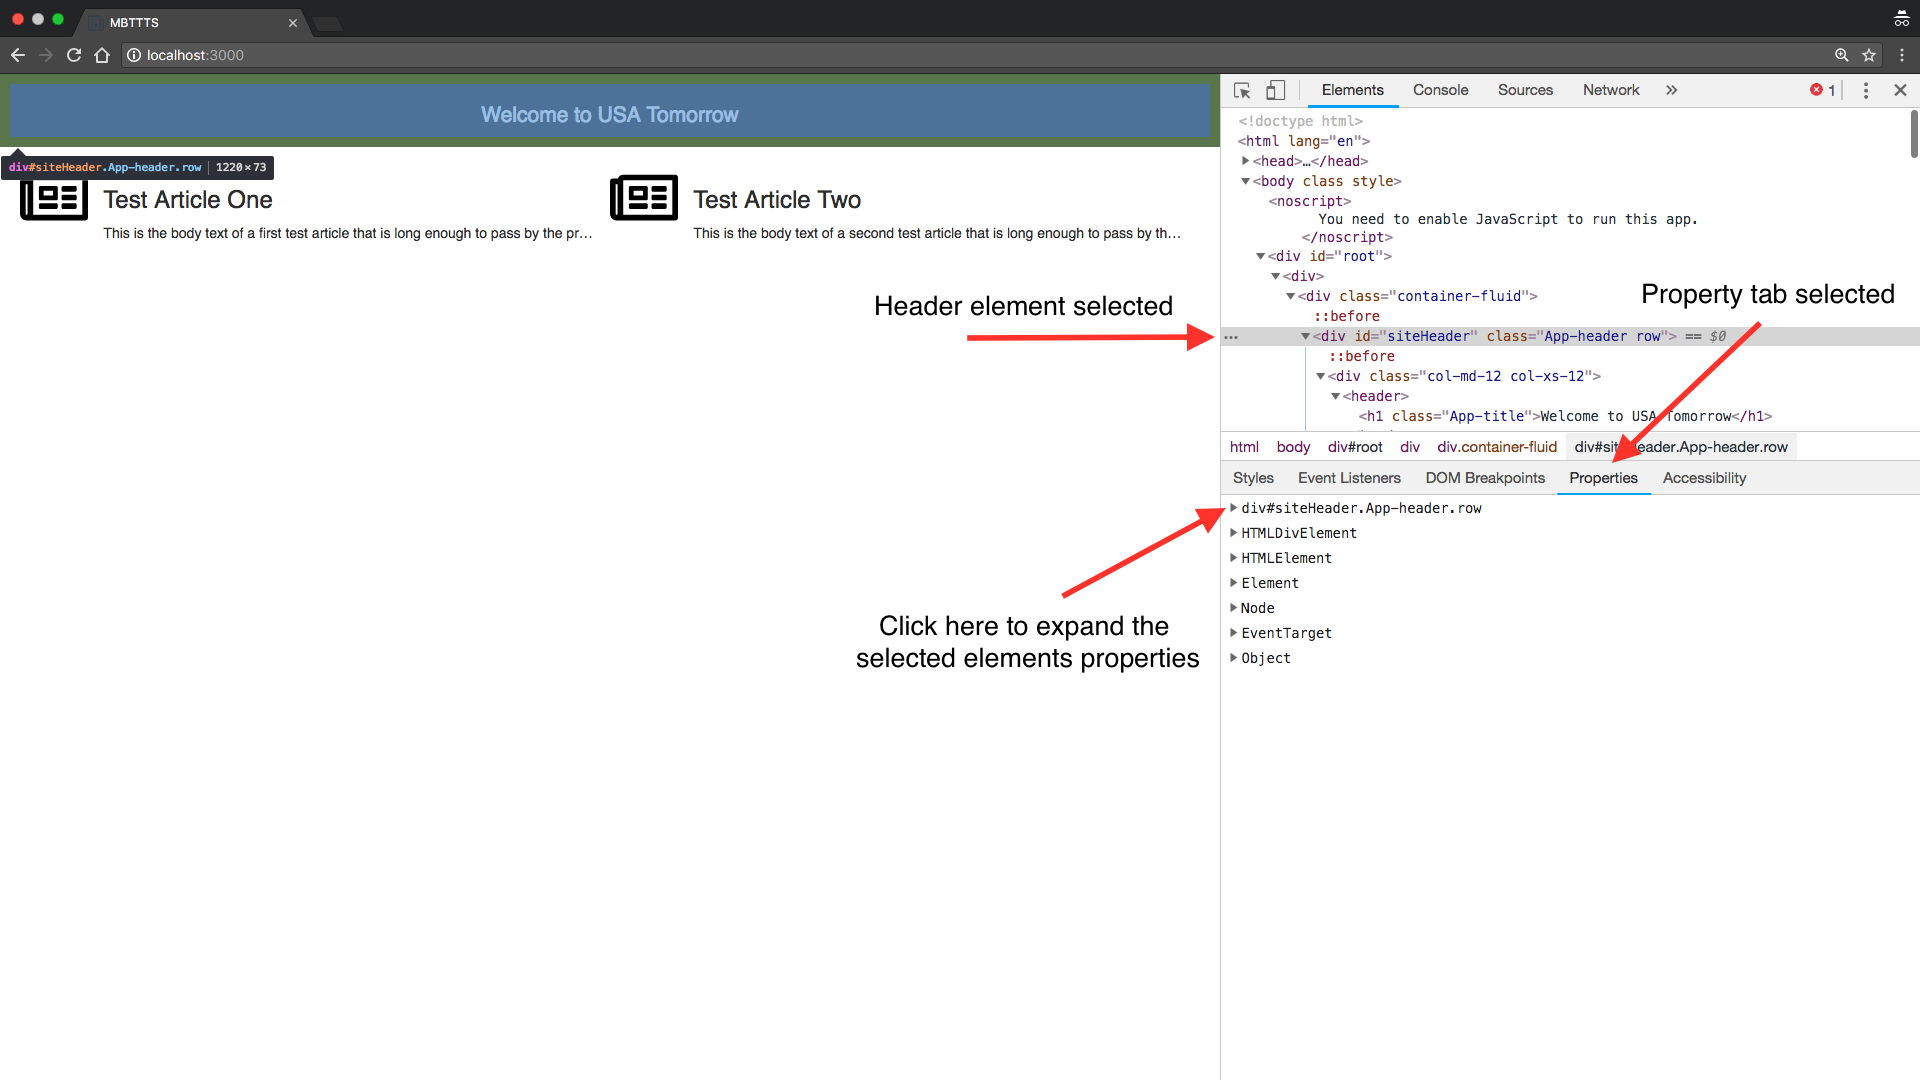 MBTTTS
localhost:3000
Welcome to USA Tomorrow
div#siteHeader.App-header.row | 1220 × 73
Test Article One
This is the body text of a first test article that is long enough to pass by the pr...
Test Article Two
This is the body text of a second test article that is long enough to pass by th...
Header element selected
Click here to expand the
selected elements properties
Property tab selected
Elements Console Sources Network » 1
<!doctype html>
<html lang="en">
<head>…</head>
<body class style>
<noscript>
You need to enable JavaScript to run this app.
</noscript>
<div id="root">
<div>
<div class="container-fluid">
::before
… <div id="siteHeader" class="App-header row"> == $0
::before
<div class="col-md-12 col-xs-12">
<header>
<h1 class="App-title">Welcome to USA Tomorrow</h1>
html body div#root div div.container-fluid div#siteHeader.App-header.row
Styles Event Listeners DOM Breakpoints Properties Accessibility
div#siteHeader.App-header.row
HTMLDivElement
HTMLElement
Element
Node
EventTarget
Object